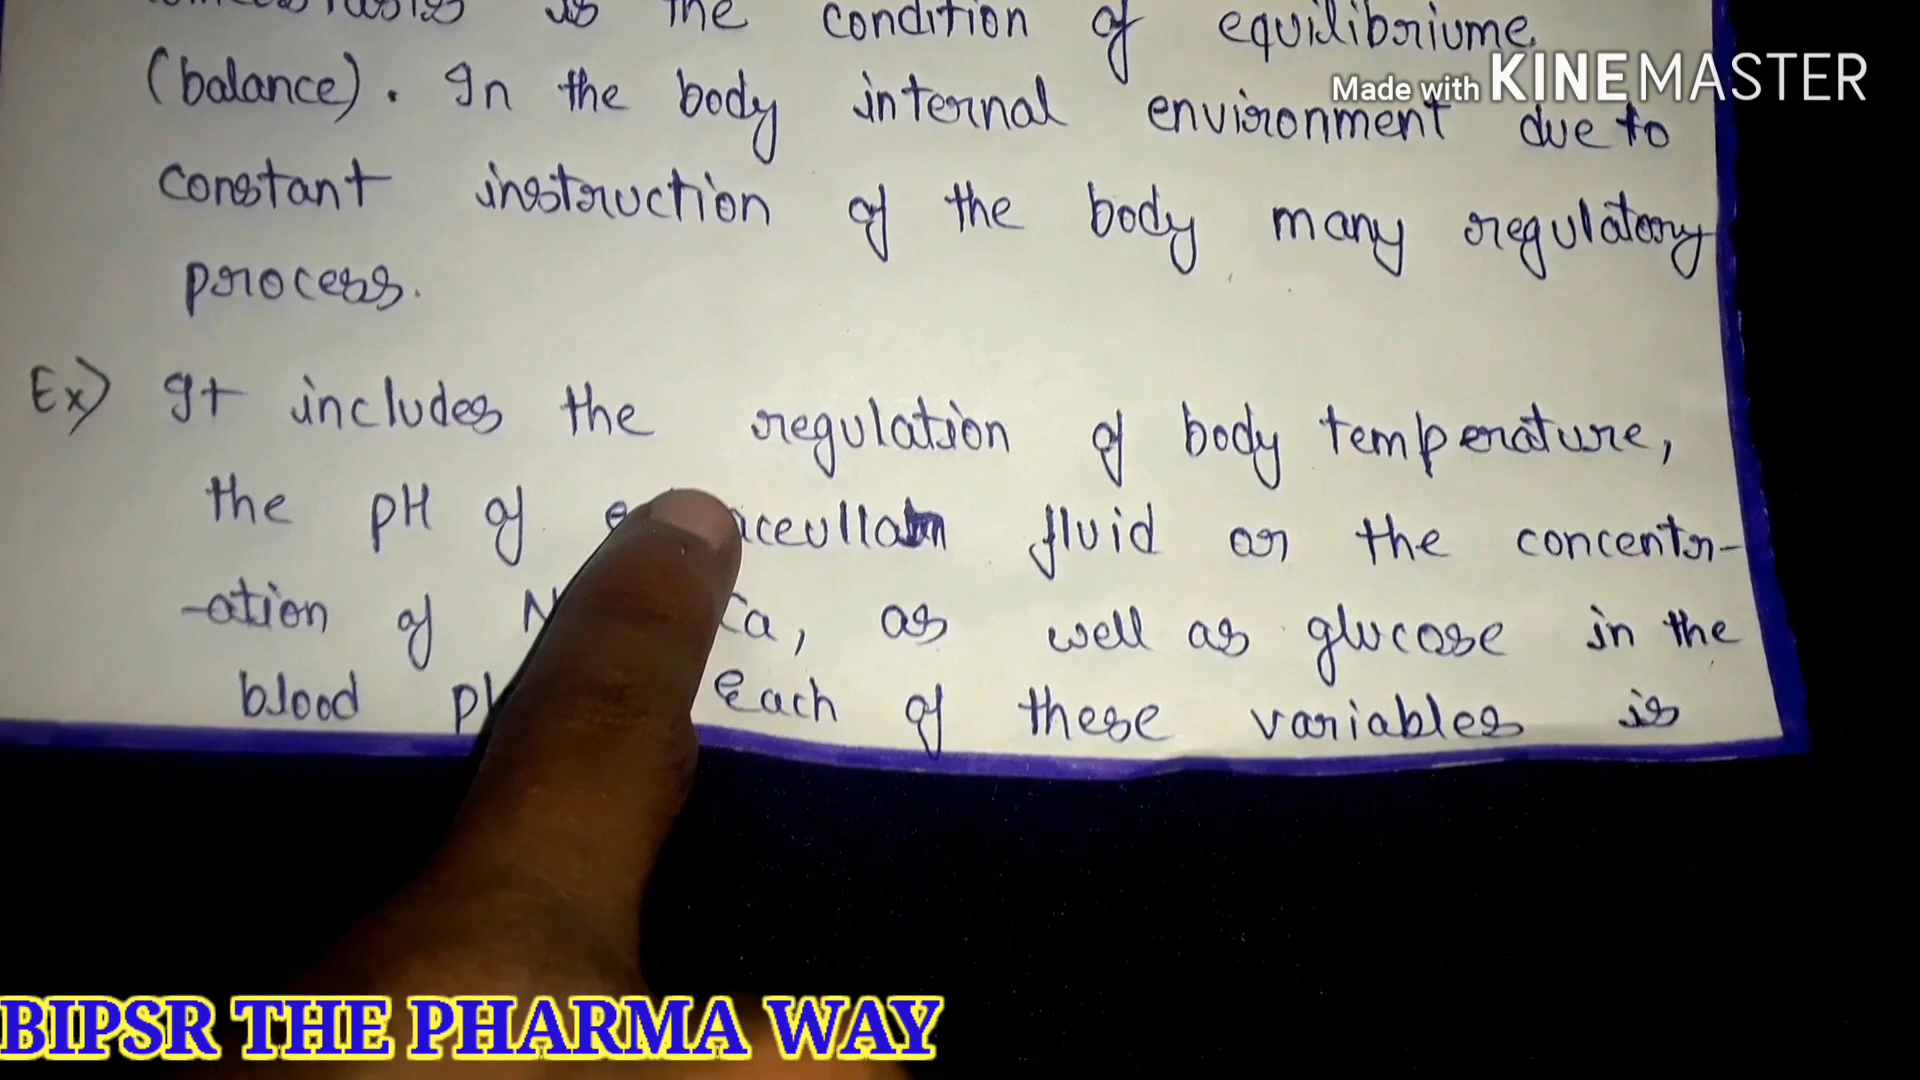 is the condition of equilibriume
(balance). In the body internal environment due to
constant instruction of the body many regulatory
process.
Ex) It includes the regulation of body temperature,
the pH of fluid or the concentr-
-ation of Ca, as well as glucose in the
blood Each of these variables is
Made with KINEMASTER
BIPSR THE PHARMA WAY